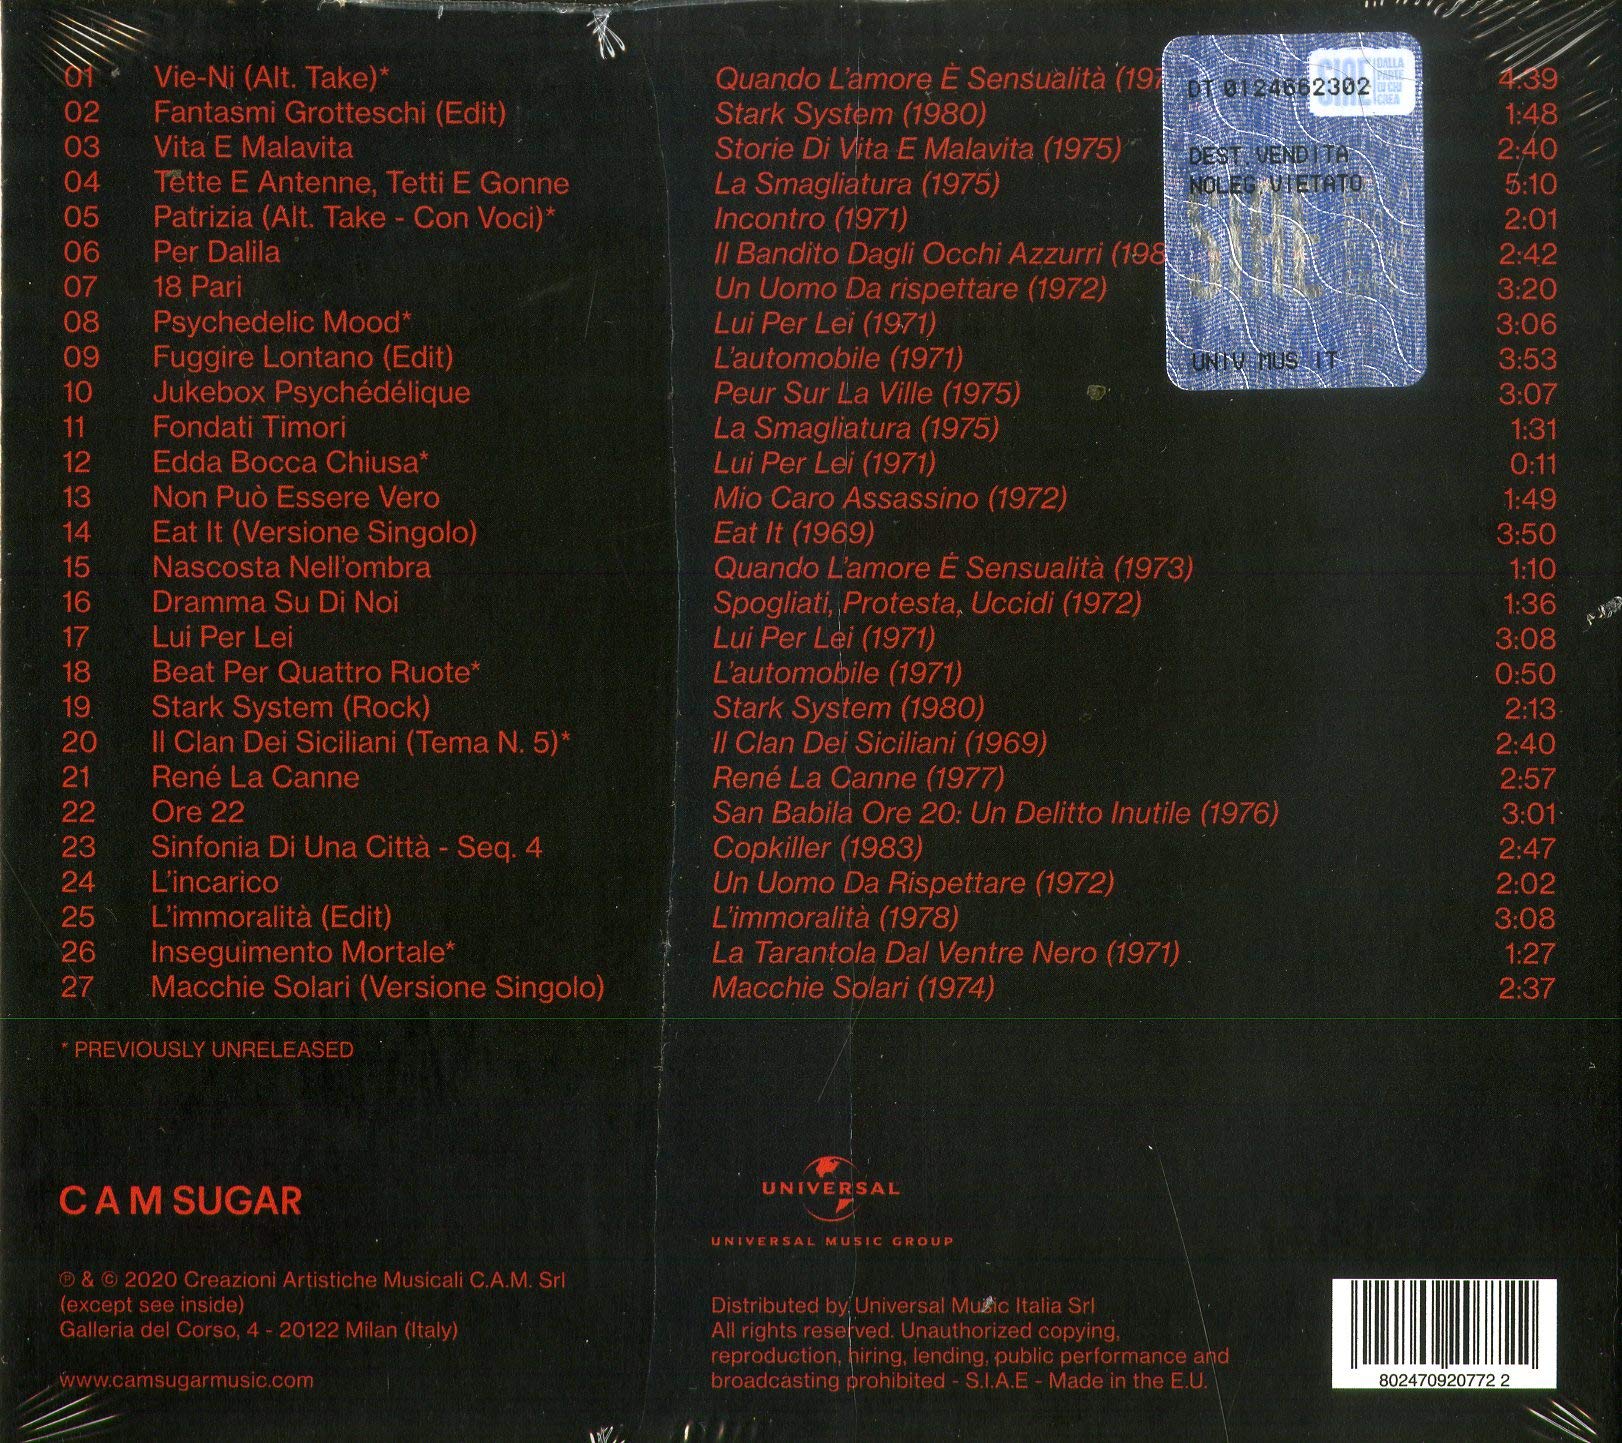 01 Vie-Ni (Alt. Take)* Quando L'amore È Sensualità (197 4:39
02 Fantasmi Grotteschi (Edit) Stark System (1980) 1:48
03 Vita E Malavita Storie Di Vita E Malavita (1975) 2:40
04 Tette E Antenne, Tetti E Gonne La Smagliatura (1975) 5:10
05 Patrizia (Alt. Take - Con Voci)* Incontro (1971) 2:01
06 Per Dalila Il Bandito Dagli Occhi Azzurri (198 2:42
07 18 Pari Un Uomo Da rispettare (1972) 3:20
08 Psychedelic Mood* Lui Per Lei (1971) 3:06
09 Fuggire Lontano (Edit) L'automobile (1971) 3:53
10 Jukebox Psychédélique Peur Sur La Ville (1975) 3:07
11 Fondati Timori La Smagliatura (1975) 1:31
12 Edda Bocca Chiusa* Lui Per Lei (1971) 0:11
13 Non Può Essere Vero Mio Caro Assassino (1972) 1:49
14 Eat It (Versione Singolo) Eat It (1969) 3:50
15 Nascosta Nell'ombra Quando L'amore É Sensualità (1973) 1:10
16 Dramma Su Di Noi Spogliati, Protesta, Uccidi (1972) 1:36
17 Lui Per Lei Lui Per Lei (1971) 3:08
18 Beat Per Quattro Ruote* L'automobile (1971) 0:50
19 Stark System (Rock) Stark System (1980) 2:13
20 Il Clan Dei Siciliani (Tema N. 5)* Il Clan Dei Siciliani (1969) 2:40
21 René La Canne René La Canne (1977) 2:57
22 Ore 22 San Babila Ore 20: Un Delitto Inutile (1976) 3:01
23 Sinfonia Di Una Città - Seq. 4 Copkiller (1983) 2:47
24 L'incarico Un Uomo Da Rispettare (1972) 2:02
25 L'immoralità (Edit) L'immoralità (1978) 3:08
26 Inseguimento Mortale* La Tarantola Dal Ventre Nero (1971) 1:27
27 Macchie Solari (Versione Singolo) Macchie Solari (1974) 2:37
* PREVIOUSLY UNRELEASED
SIAE
DALLA
PARTE
DI CHI
CREA
DT 0124662302
DEST.VENDITA
NOLEG.VIETATO
SIAE
UNIV MUS IT
C A M SUGAR
℗ & © 2020 Creazioni Artistiche Musicali C.A.M. Srl
(except see inside)
Galleria del Corso, 4 - 20122 Milan (Italy)
www.camsugarmusic.com
UNIVERSAL
UNIVERSAL MUSIC GROUP
Distributed by Universal Music Italia Srl
All rights reserved. Unauthorized copying,
reproduction, hiring, lending, public performance and
broadcasting prohibited - S.I.A.E - Made in the E.U.
802470920772 2